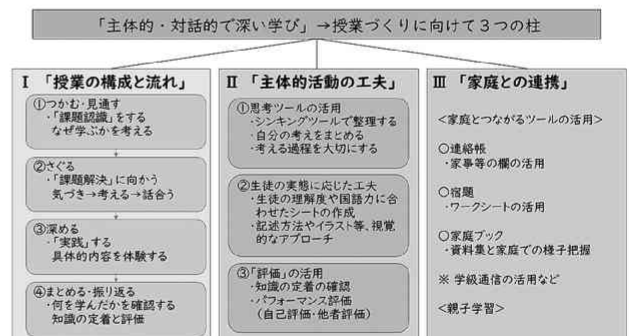 「主体的・対話的で深い学び」→授業づくりに向けて３つの柱
Ⅰ 「授業の構成と流れ」
①つかむ・見通す
・「課題認識」をする
なぜ学ぶかを考える
②さぐる
・「課題解決」に向かう
気づき→考える→話合う
③深める
・「実践」する
具体的内容を体験する
④まとめる・振り返る
・何を学んだかを確認する
知識の定着と評価
Ⅱ 「主体的活動の工夫」
①思考ツールの活用
・シンキングツールで整理する
・自分の考えをまとめる
・考える過程を大切にする
②生徒の実態に応じた工夫
・生徒の理解度や国語力に合
わせたシートの作成
・記述方法やイラスト等、視覚
的なアプローチ
③「評価」の活用
・知識の定着の確認
・パフォーマンス評価
（自己評価・他者評価）
Ⅲ 「家庭との連携」
＜家庭とつながるツールの活用＞
○連絡帳
・家事等の欄の活用
○宿題
・ワークシートの活用
○家庭ブック
・資料集と家庭での様子把握
※ 学級通信の活用など
＜親子学習＞